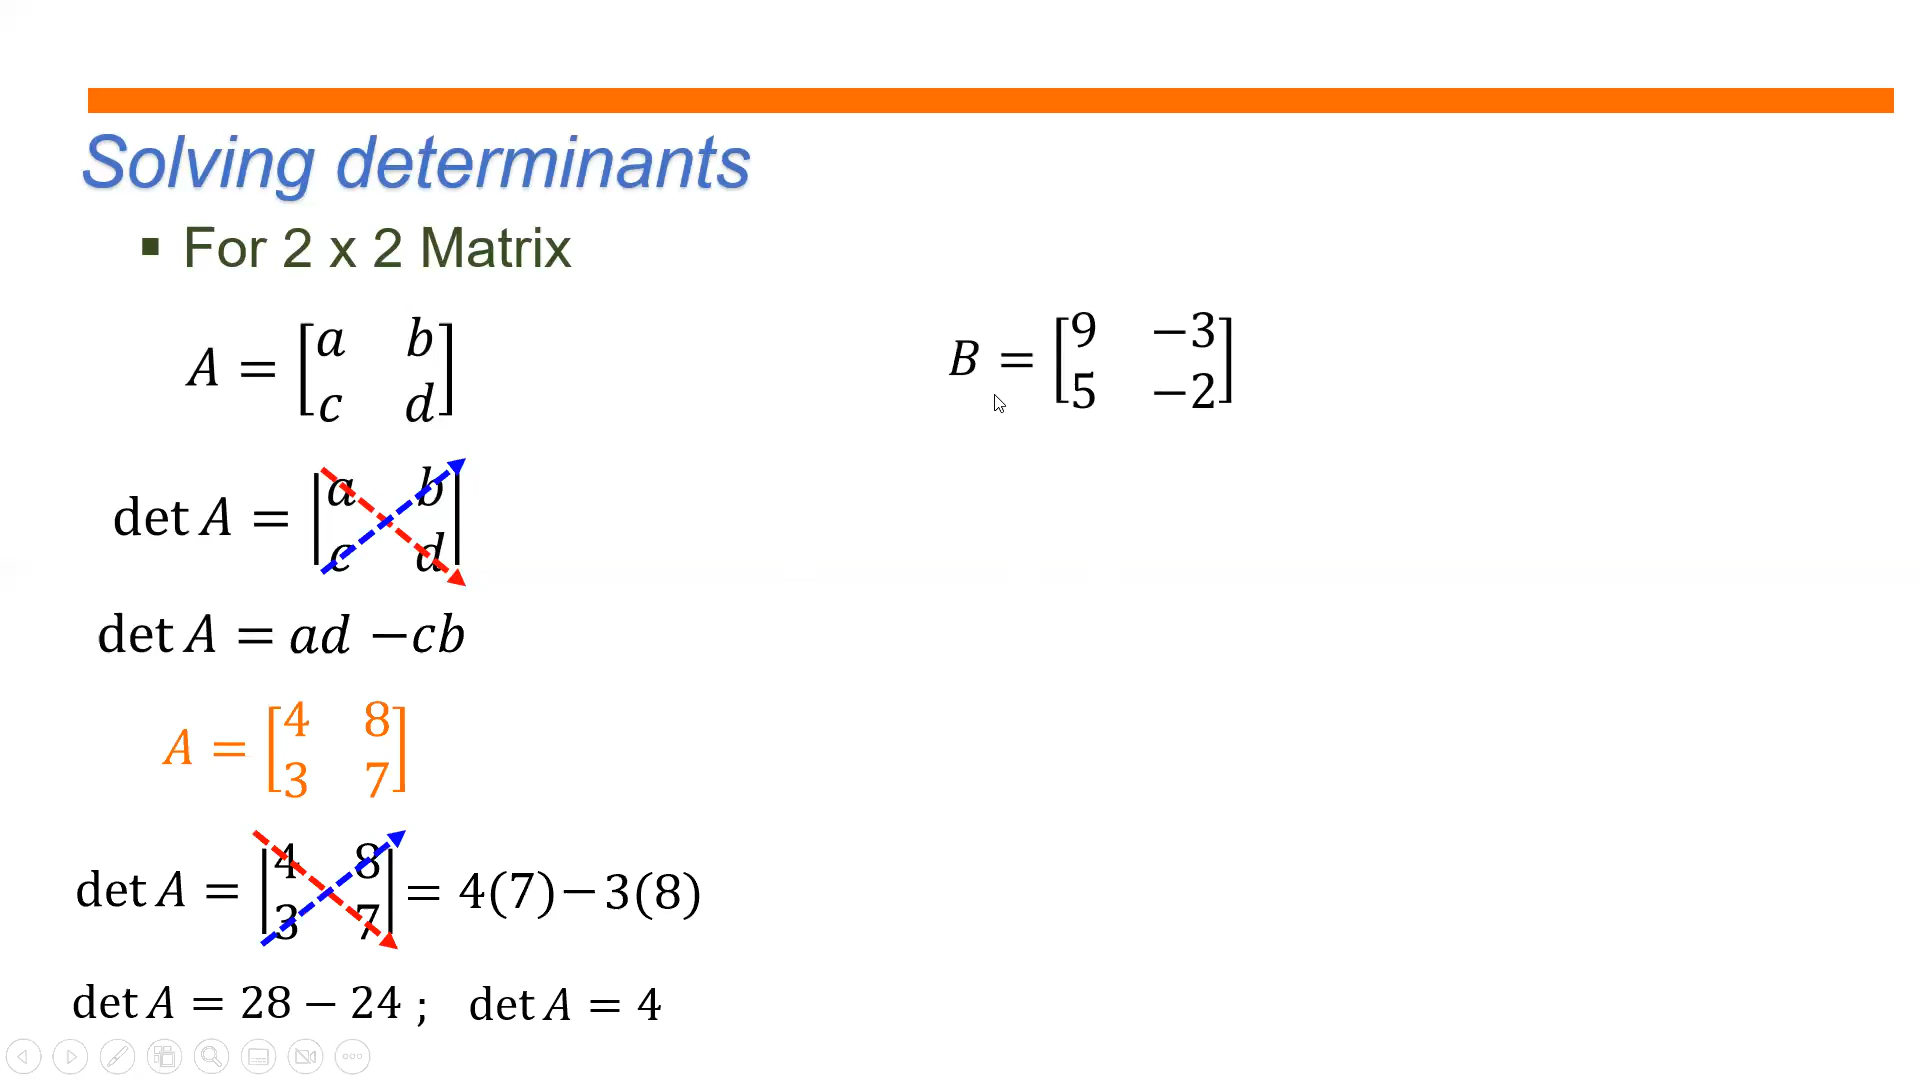 Solving determinants
▪ For 2 x 2 Matrix
A = [a b
c d]
det A = |a b
c d|
det A = ad − cb
A = [4 8
3 7]
det A = |4 8
3 7| = 4(7) − 3(8)
det A = 28 − 24 ; det A = 4
B = [9 −3
5 −2]